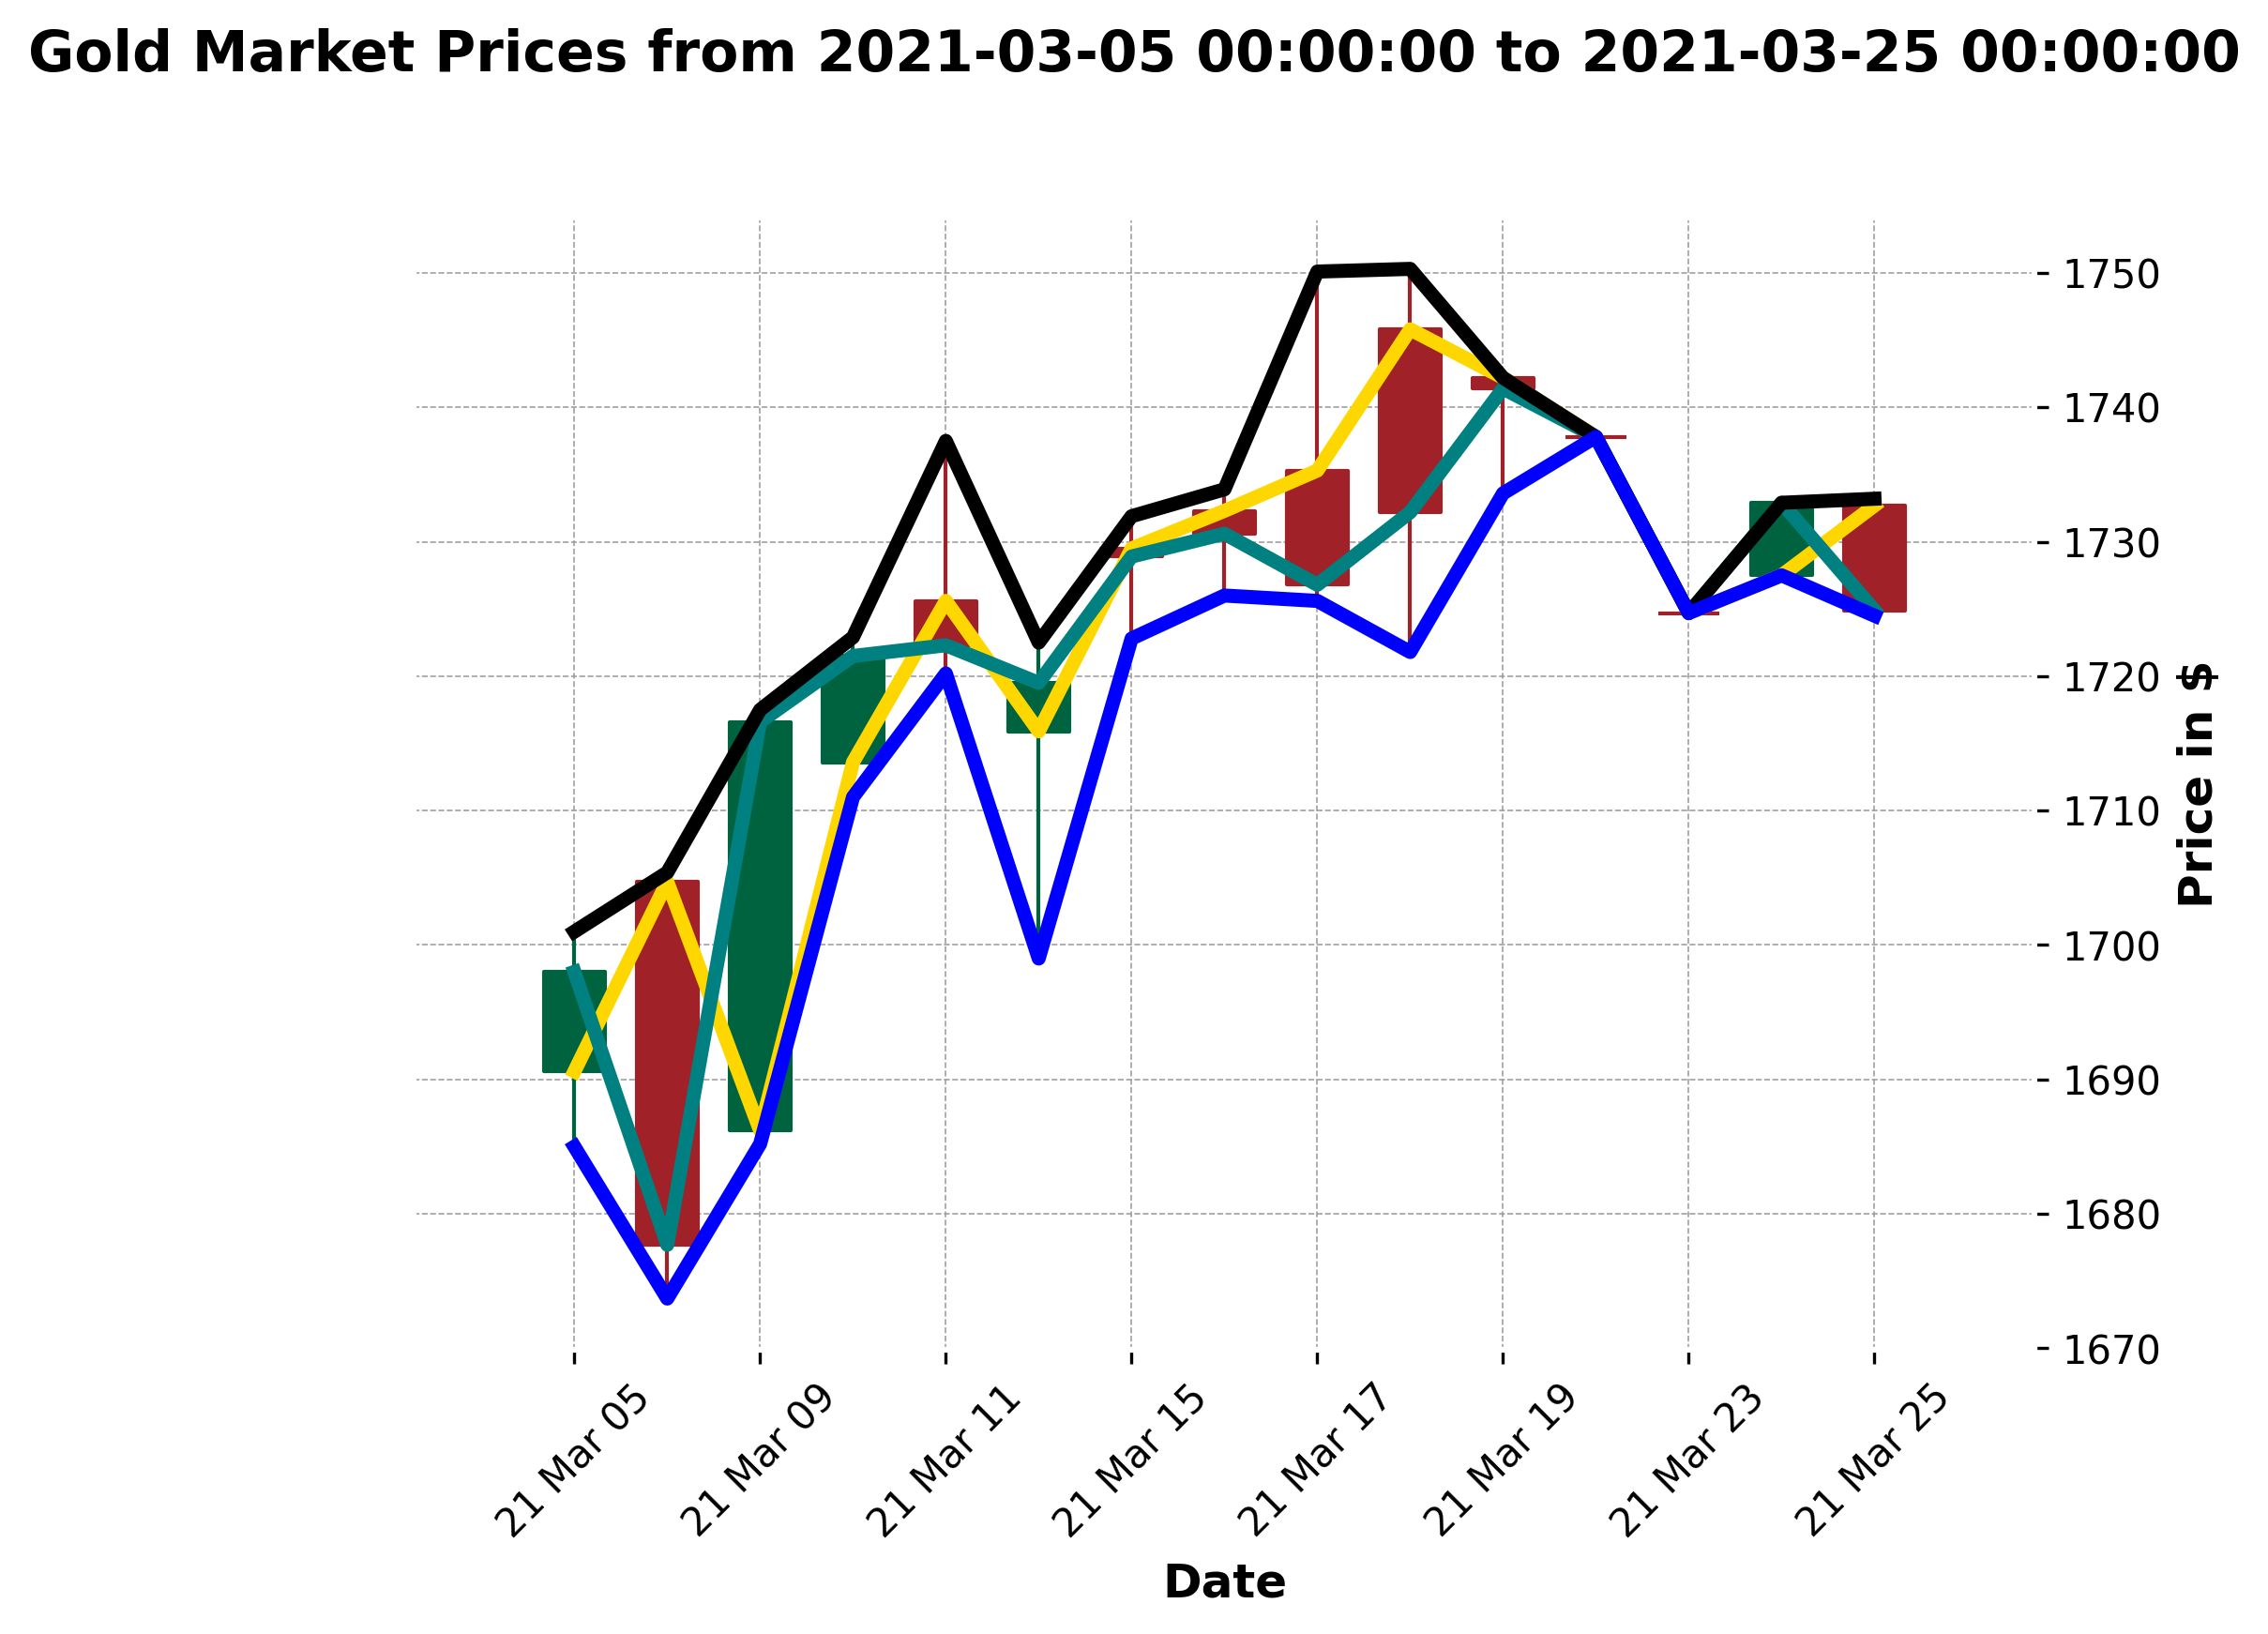 Gold Market Prices from 2021-03-05 00:00:00 to 2021-03-25 00:00:00
1750
1740
1730
1720
1710
1700
1690
1680
1670
Price in $
21 Mar 05
21 Mar 09
21 Mar 11
21 Mar 15
21 Mar 17
21 Mar 19
21 Mar 23
21 Mar 25
Date